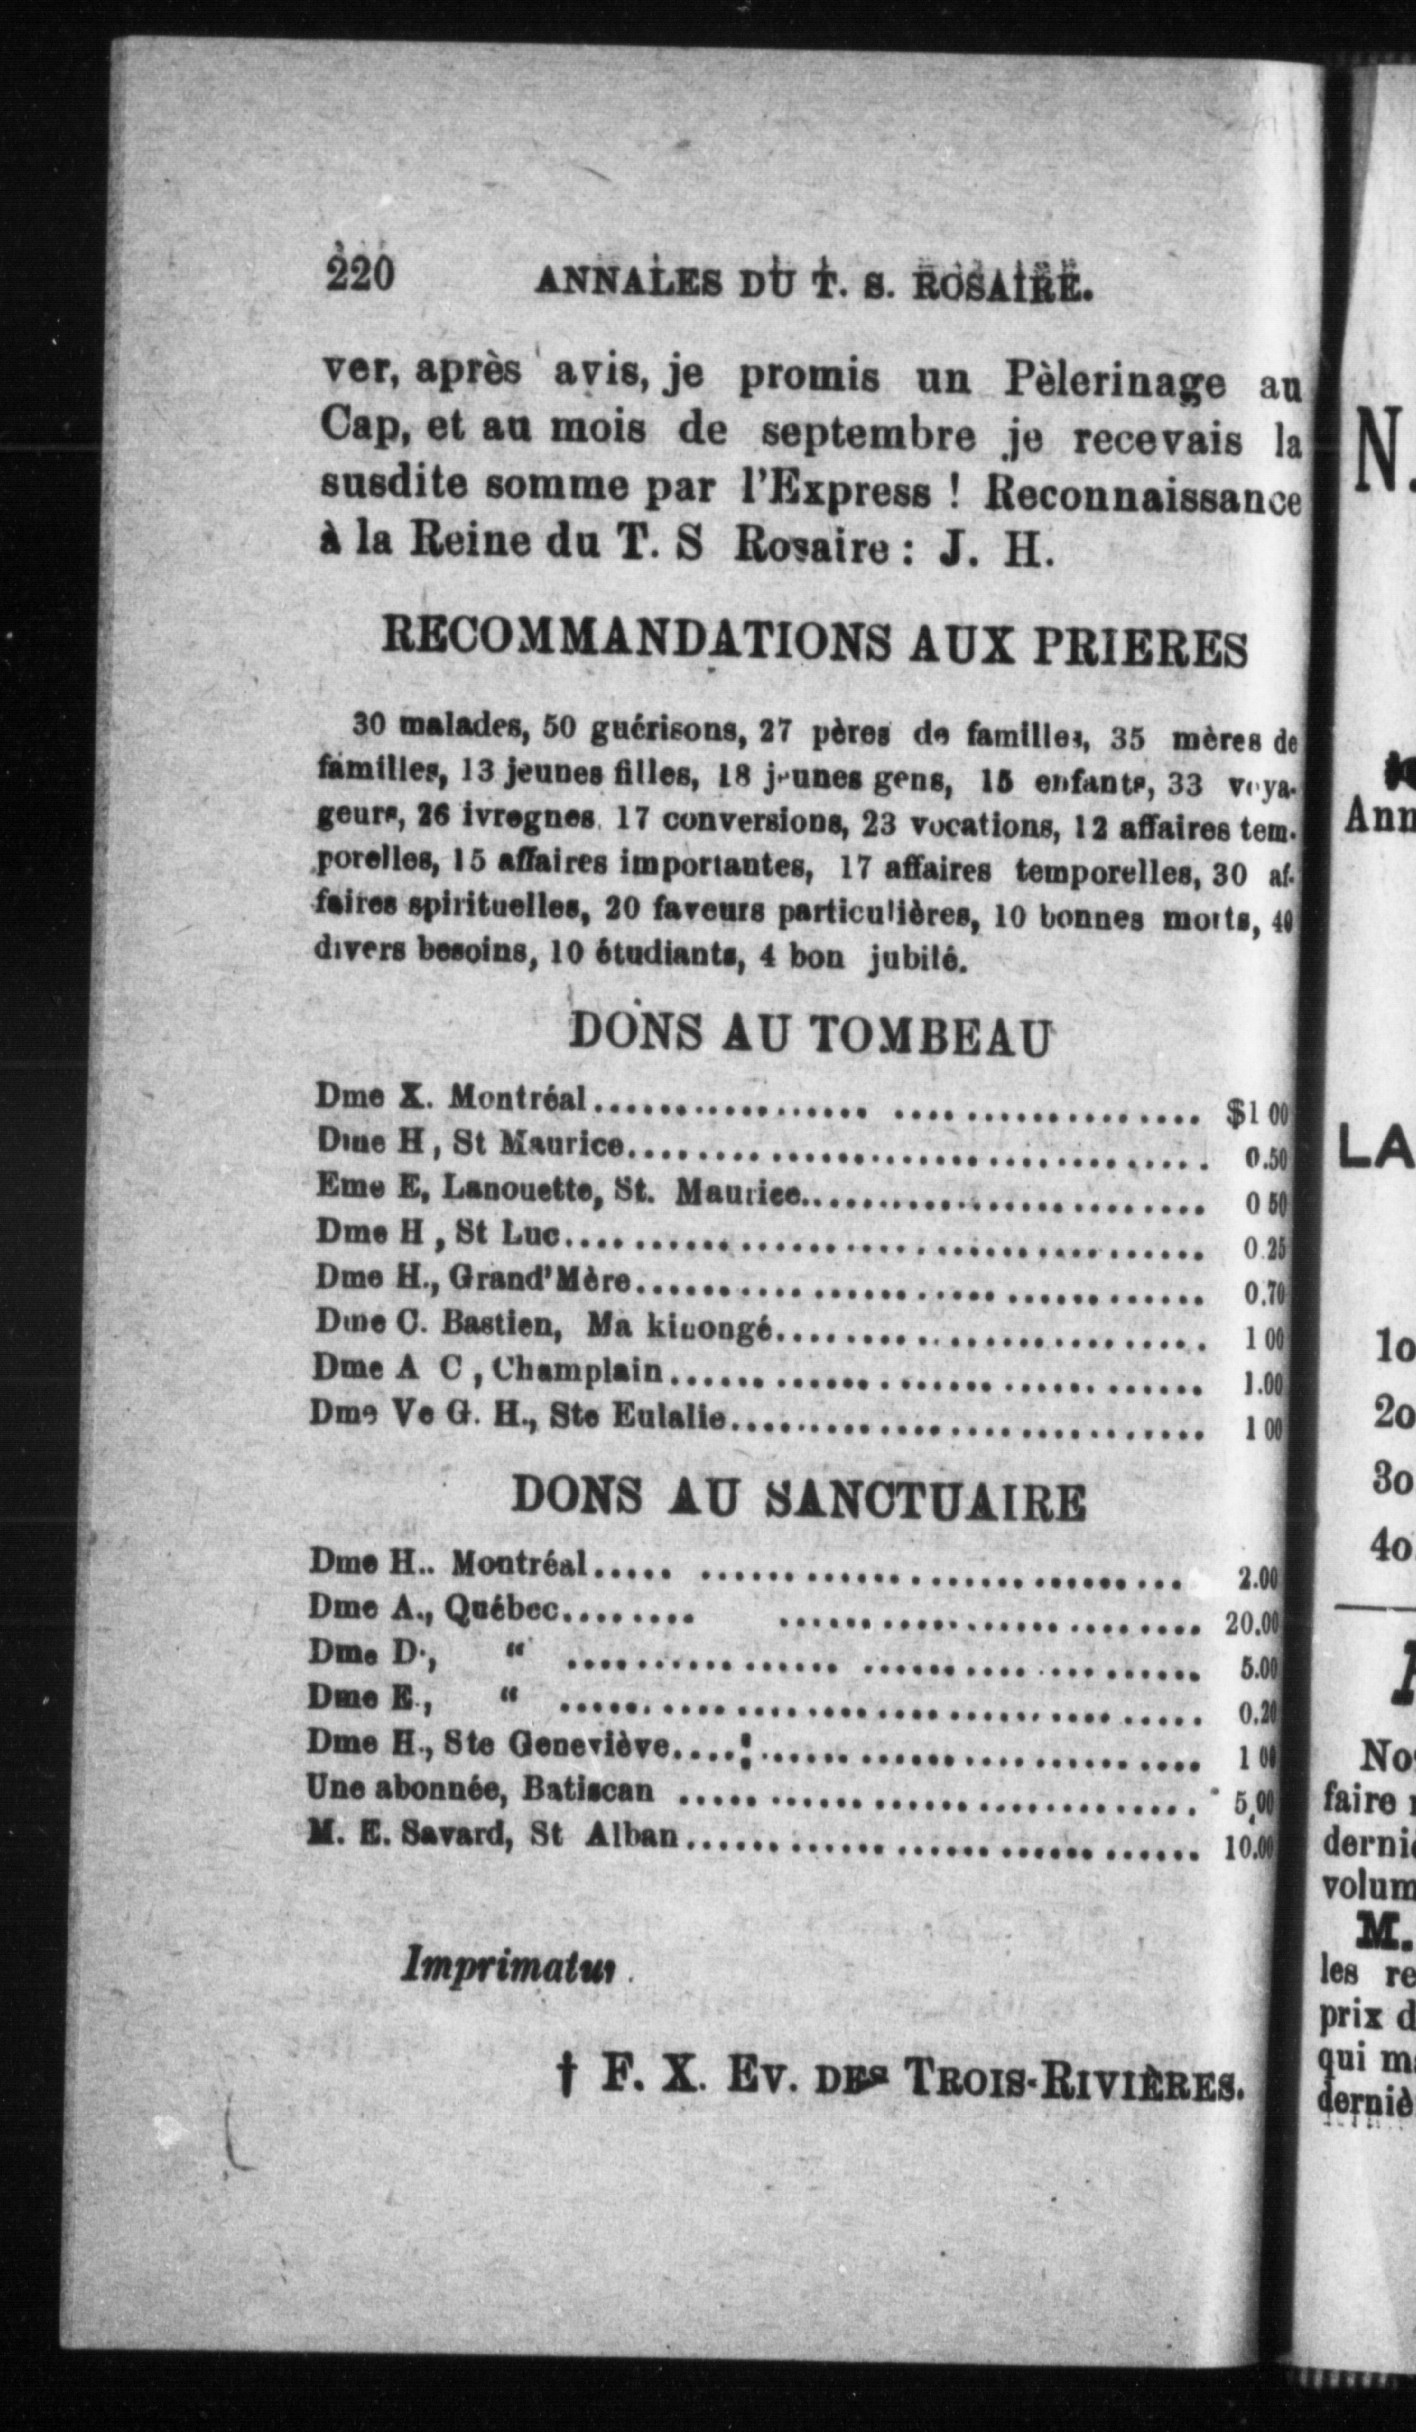 220 ANNALES DU T. S. ROSAIRE.
ver, après avis, je promis un Pèlerinage au
Cap, et au mois de septembre je recevais la
susdite somme par l'Express ! Reconnaissance
à la Reine du T. S Rosaire : J. H.
RECOMMANDATIONS AUX PRIERES
30 malades, 50 guérisons, 27 pères de familles, 35 mères de
familles, 13 jeunes filles, 18 jeunes gens, 15 enfants, 33 voya-
geurs, 26 ivrognes. 17 conversions, 23 vocations, 12 affaires tem-
porelles, 15 affaires importantes, 17 affaires temporelles, 30 af-
faires spirituelles, 20 faveurs particulières, 10 bonnes morts, 40
divers besoins, 10 étudiants, 4 bon jubilé.
DONS AU TOMBEAU
Dme X. Montréal.................. .... ................ $1 00
Dme H, St Maurice........................................ 0.50
Eme E, Lanouette, St. Maurice............................ 0 50
Dme H , St Luc........................................... 0.25
Dme H., Grand'Mère....................................... 0.70
Dme C. Bastien, Ma kinongé............................... 1 00
Dme A C , Champlain...................................... 1.00
Dme Ve G. H., Ste Eulalie................................ 1 00
DONS AU SANCTUAIRE
Dme H.. Montréal..... ................................... 2.00
Dme A., Québec........ ........................... 20.00
Dme D., “ ................ ........................ 5.00
Dme E., “ ........................................ 0.20
Dme H., Ste Geneviève....:............................... 1 00
Une abonnée, Batiscan ................................. 5,00
M. E. Savard, St Alban................................... 10.00
Imprimatur.
† F. X. Ev. DES TROIS-RIVIÈRES.
N.
Ann
LA
1o
2o
3o
4o
No
faire
derni
volum
M.
les re
prix d
qui m
derniè